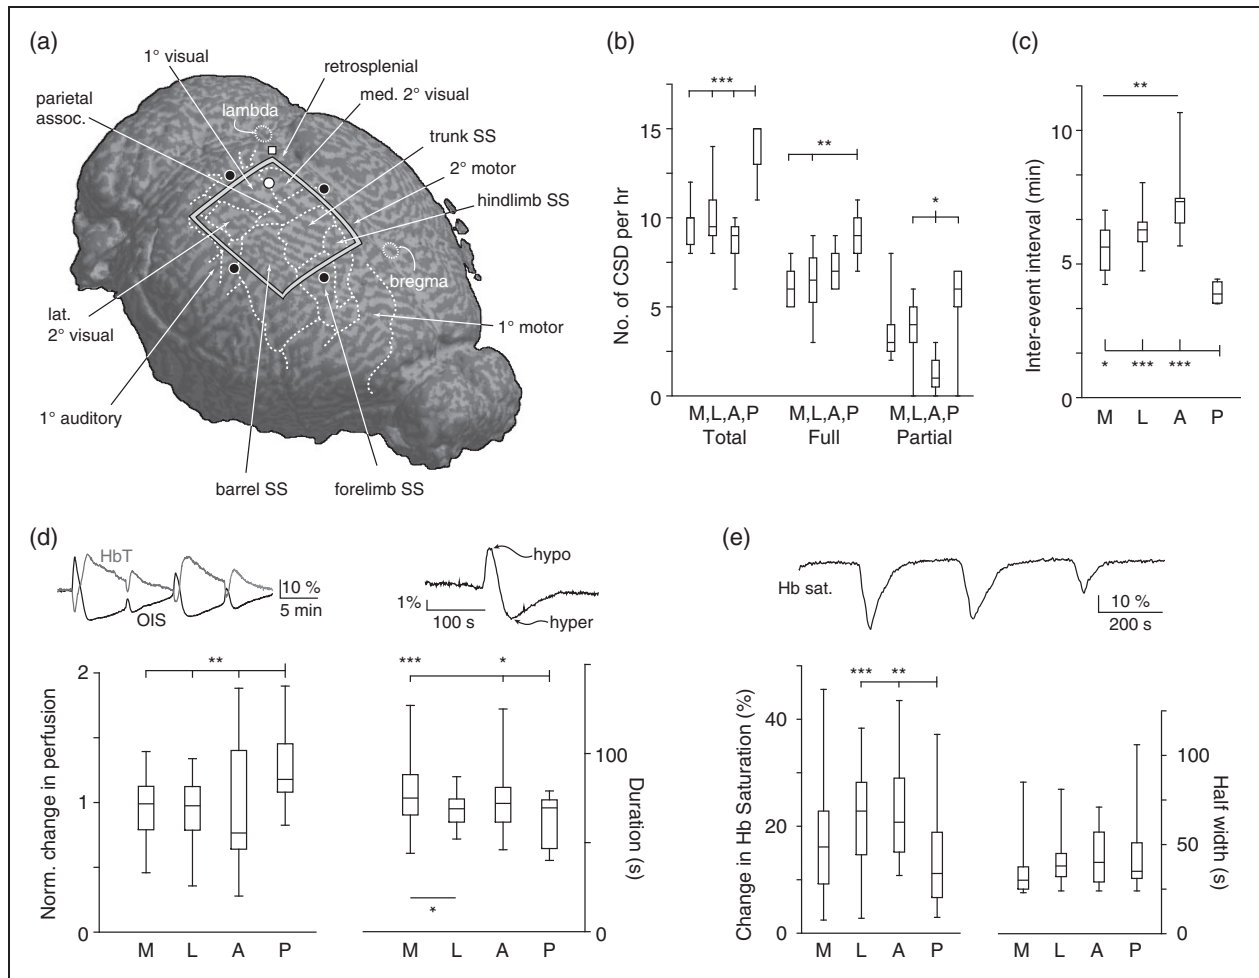 (a)
1° visual
retrosplenial
parietal
assoc.
lambda
med. 2° visual
trunk SS
2° motor
hindlimb SS
bregma
lat.
2° visual
1° motor
1° auditory
barrel SS
forelimb SS
(b)
No. of CSD per hr
15
10
5
0
***
**
*
M,L,A,P M,L,A,P M,L,A,P
Total Full Partial
(c)
Inter-event interval (min)
10
5
0
**
* *** ***
M L A P
(d)
HbT
OIS
10 %
5 min
hypo
hyper
1%
100 s
Norm. change in perfusion
2
1
0
**
M L A P
*** *
*
100
0
Duration (s)
M L A P
(e)
Hb sat.
10 %
200 s
Change in Hb Saturation (%)
40
20
0
*** **
M L A P
100
0
Half width (s)
M L A P